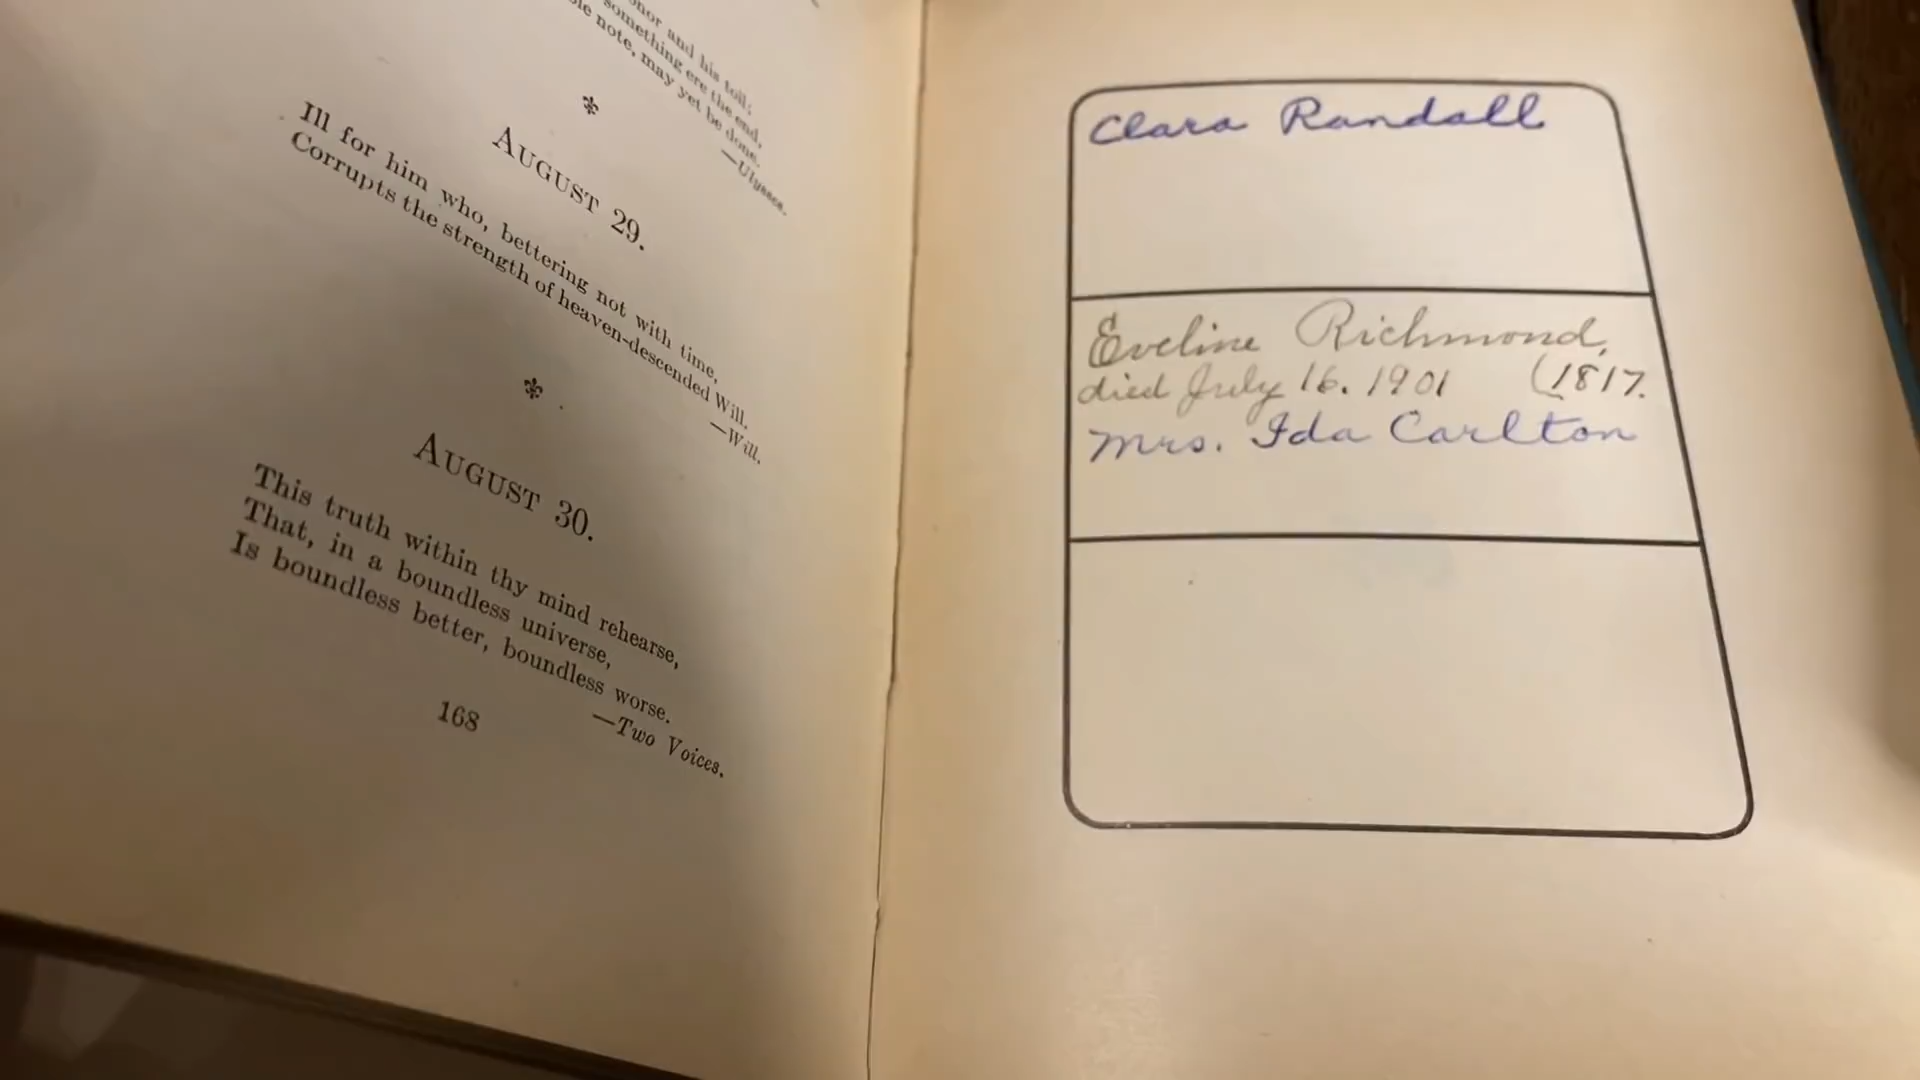 onor and his toil;
something ere the end,
ble note, may yet be done.
—Ulysses.
AUGUST 29.
Ill for him who, bettering not with time,
Corrupts the strength of heaven-descended Will.
—Will.
AUGUST 30.
This truth within thy mind rehearse,
That, in a boundless universe,
Is boundless better, boundless worse.
—Two Voices.
168
Clara Randall
Eveline Richmond,
died July 16. 1901 (1817.
Mrs. Ida Carlton